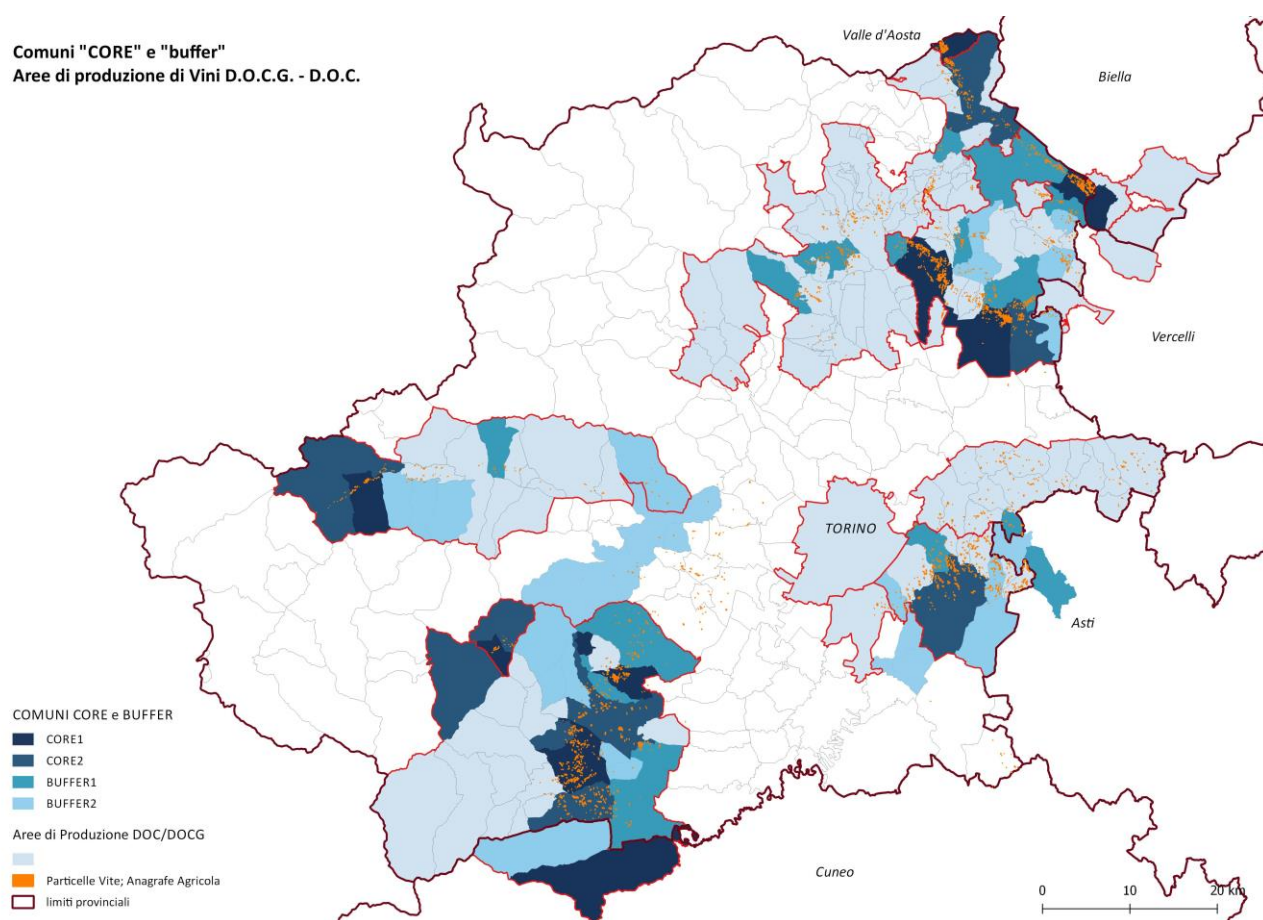 Comuni "CORE" e "buffer"
Aree di produzione di Vini D.O.C.G. - D.O.C.
Valle d'Aosta
Biella
Vercelli
TORINO
Asti
Cuneo
COMUNI CORE e BUFFER
CORE1
CORE2
BUFFER1
BUFFER2
Aree di Produzione DOC/DOCG
Particelle Vite; Anagrafe Agricola
limiti provinciali
0 10 20 km